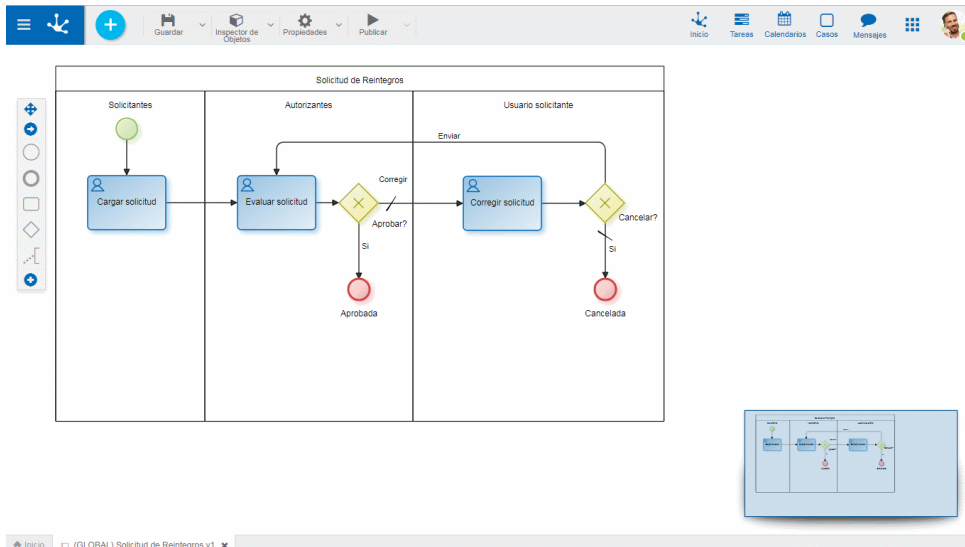 Guardar
Inspector de
Objetos
Propiedades
Publicar
Inicio
Tareas
Calendarios
Casos
Mensajes
Solicitud de Reintegros
Solicitantes
Autorizantes
Usuario solicitante
Enviar
Corregir
Cargar solicitud
Evaluar solicitud
Corregir solicitud
Aprobar?
Cancelar?
Si
Si
Aprobada
Cancelada
Inicio
(GLOBAL) Solicitud de Reintegros v1